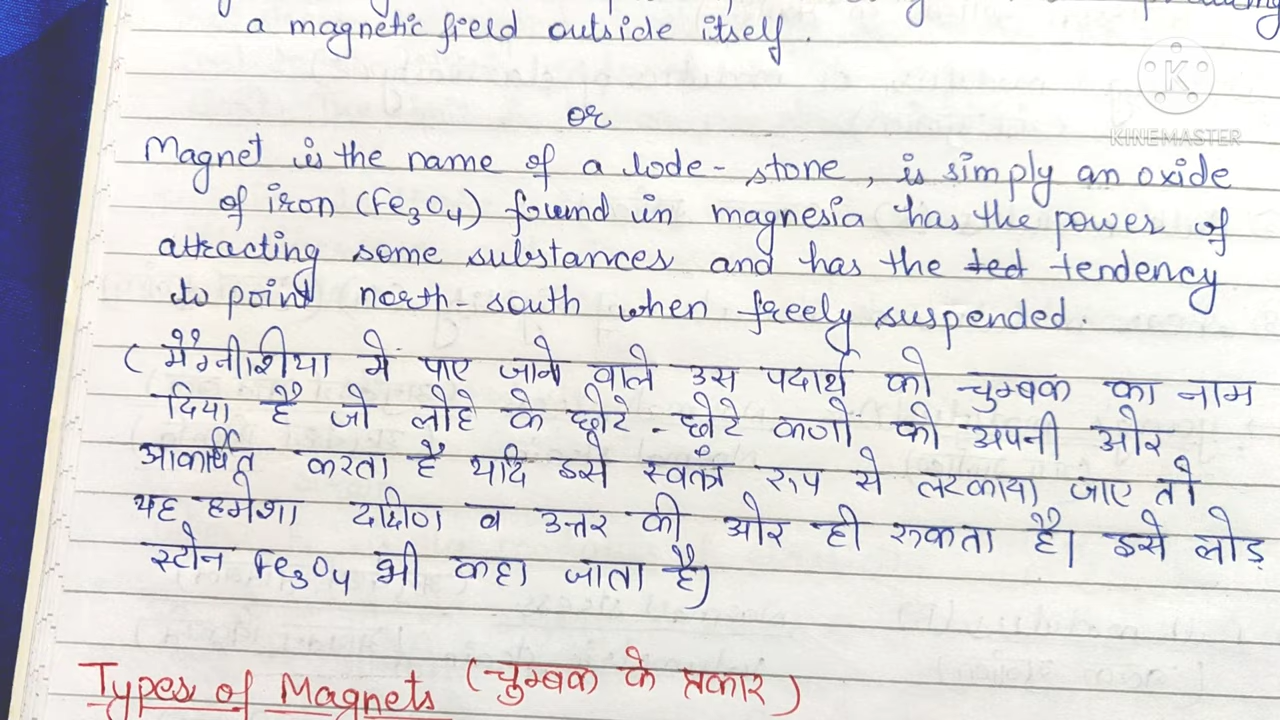 a magnetic field outside itself.
or
Magnet is the name of a lode-stone, is simply an oxide
of iron (Fe3O4) found in magnesia has the power of
attracting some substances and has the ted tendency
to point north-south when freely suspended.
( मैग्नीशिया में पाए जाने वाले उस पदार्थ को चुम्बक का नाम
दिया है जो लोहे के छोटे-छोटे कणो को अपनी ओर
आकर्षित करता है यदि इसे स्वतंत्र रूप से लटकाया जाए तो
यह हमेशा दक्षिण व उत्तर की ओर ही रुकता है। इसे लोड़
स्टोन Fe3O4 भी कहा जाता है)
Types of Magnets (चुम्बक के प्रकार)
K
KINEMASTER